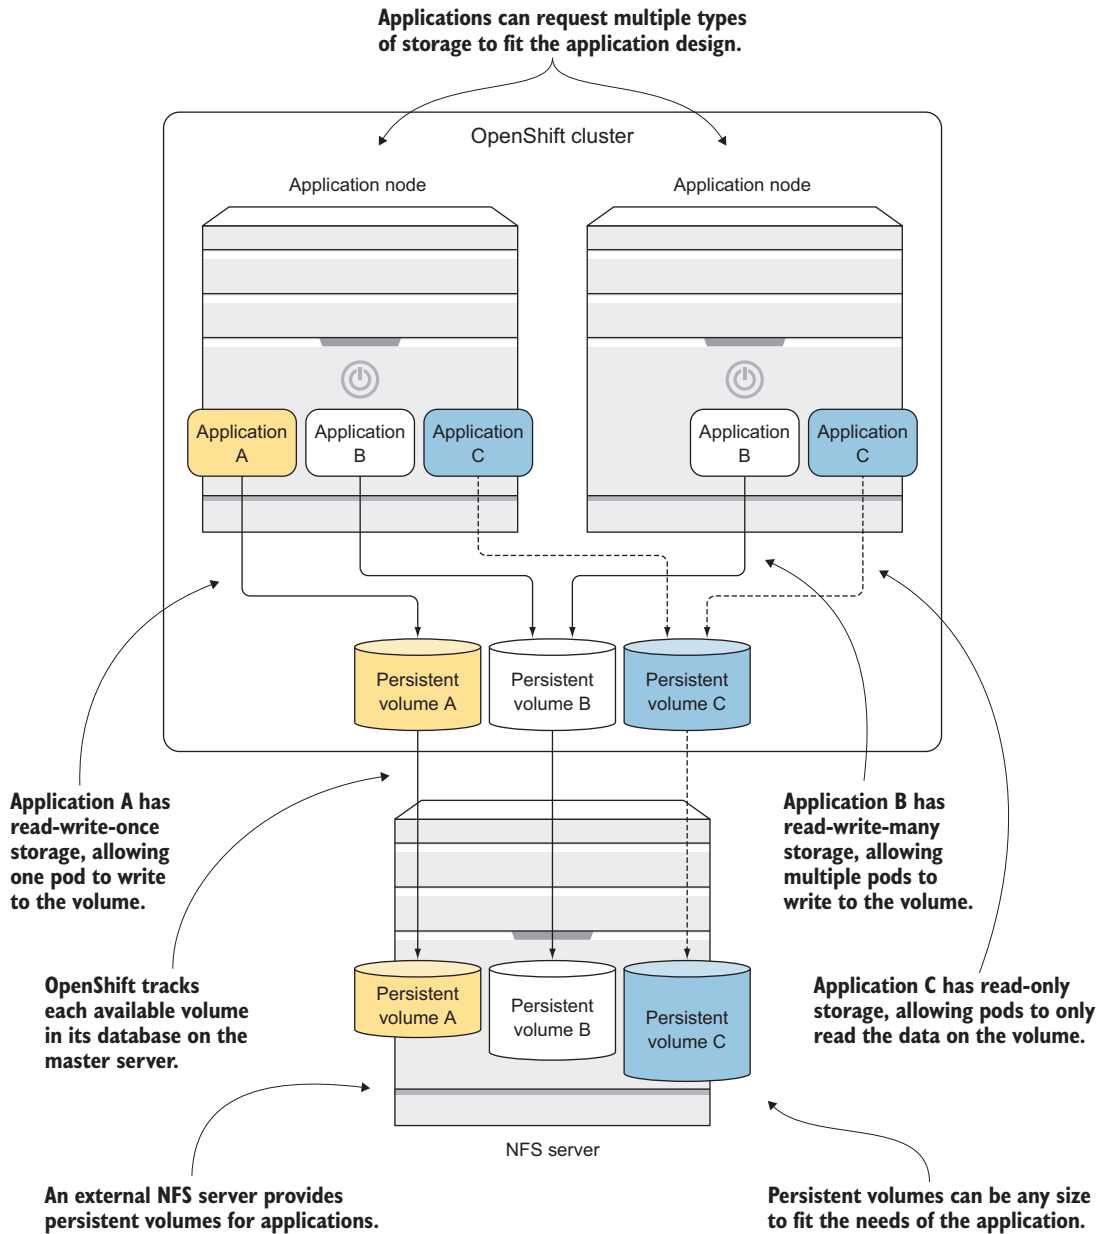 Applications can request multiple types
of storage to fit the application design.
OpenShift cluster
Application node
Application node
Application
A
Application
B
Application
C
Application
B
Application
C
Persistent
volume A
Persistent
volume B
Persistent
volume C
Application A has
read-write-once
storage, allowing
one pod to write
to the volume.
Application B has
read-write-many
storage, allowing
multiple pods to
write to the volume.
OpenShift tracks
each available volume
in its database on the
master server.
Persistent
volume A
Persistent
volume B
Persistent
volume C
Application C has read-only
storage, allowing pods to only
read the data on the volume.
NFS server
An external NFS server provides
persistent volumes for applications.
Persistent volumes can be any size
to fit the needs of the application.